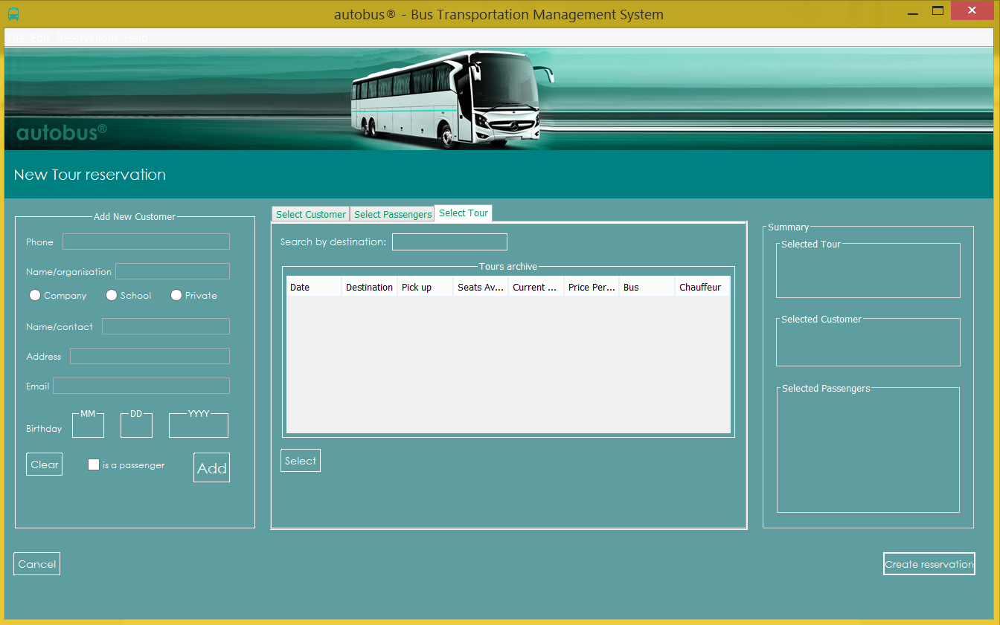 autobus® - Bus Transportation Management System
File Edit Reservations Help
autobus®
New Tour reservation
Add New Customer
Phone
Name/organisation
Company School Private
Name/contact
Address
Email
Birthday MM DD YYYY
Clear is a passenger Add
Select Customer Select Passengers Select Tour
Search by destination:
Tours archive
Date Destination Pick up Seats Av... Current ... Price Per... Bus Chauffeur
Select
Summary
Selected Tour
Selected Customer
Selected Passengers
Cancel
Create reservation